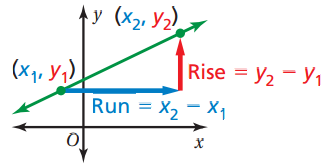 y (x₂, y₂)
(x₁, y₁)
Rise = y₂ − y₁
Run = x₂ − x₁
O x